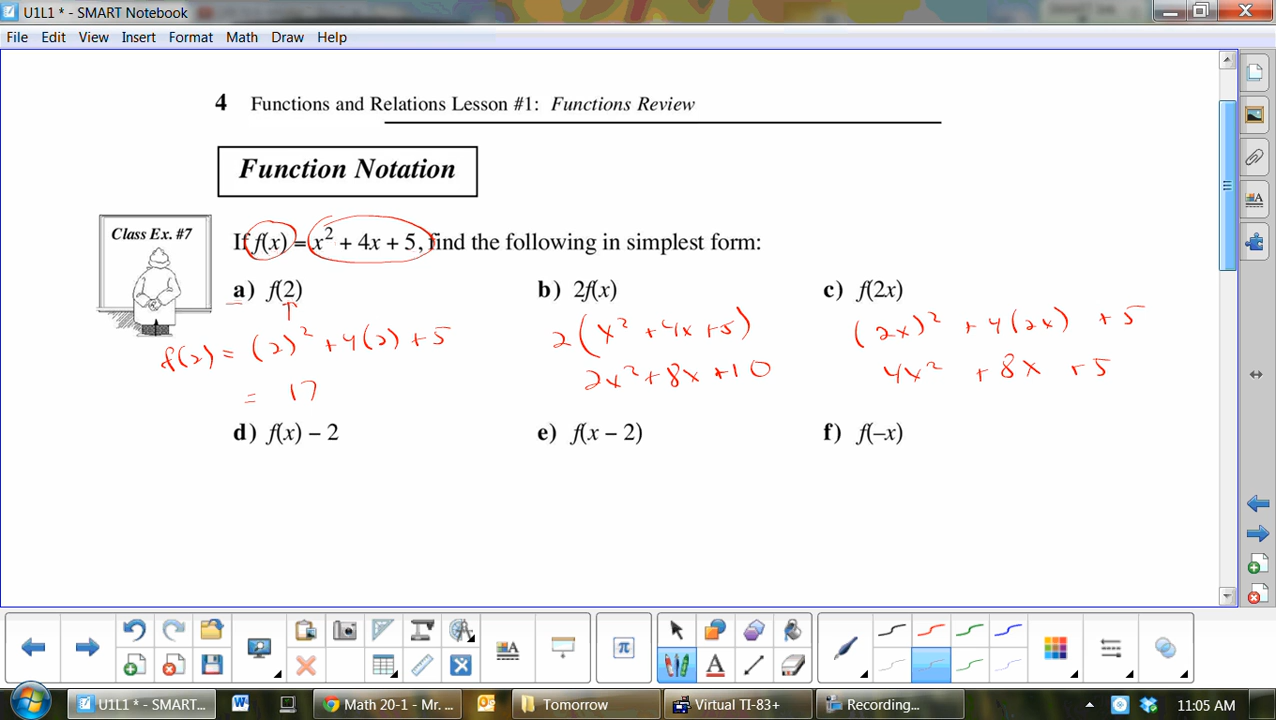 U1L1 * - SMART Notebook
File Edit View Insert Format Math Draw Help
4 Functions and Relations Lesson #1: Functions Review
Function Notation
Class Ex. #7
If f(x) = x² + 4x + 5, find the following in simplest form:
a) f(2) b) 2f(x) c) f(2x)
f(2) = (2)² + 4(2) + 5 2(x² + 4x + 5) (2x)² + 4(2x) + 5
= 17 2x² + 8x + 10 4x² + 8x + 5
d) f(x) – 2 e) f(x – 2) f) f(–x)
U1L1 * - SMART... Math 20-1 - Mr. ... Tomorrow Virtual TI-83+ Recording... 11:05 AM